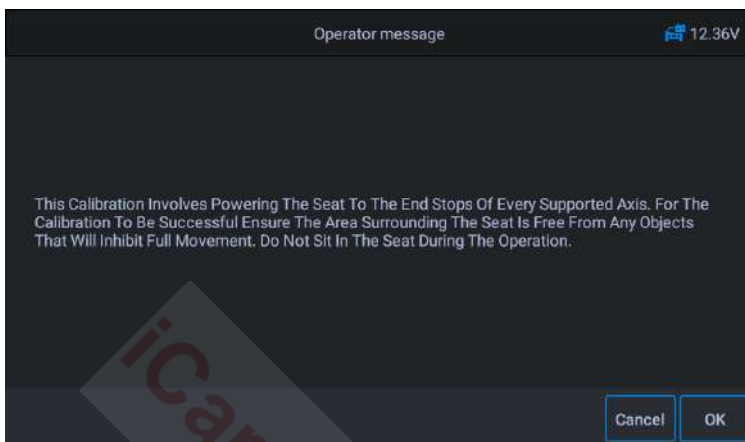 Operator message
12.36V
This Calibration Involves Powering The Seat To The End Stops Of Every Supported Axis. For The
Calibration To Be Successful Ensure The Area Surrounding The Seat Is Free From Any Objects
That Will Inhibit Full Movement. Do Not Sit In The Seat During The Operation.
iCar
Cancel
OK